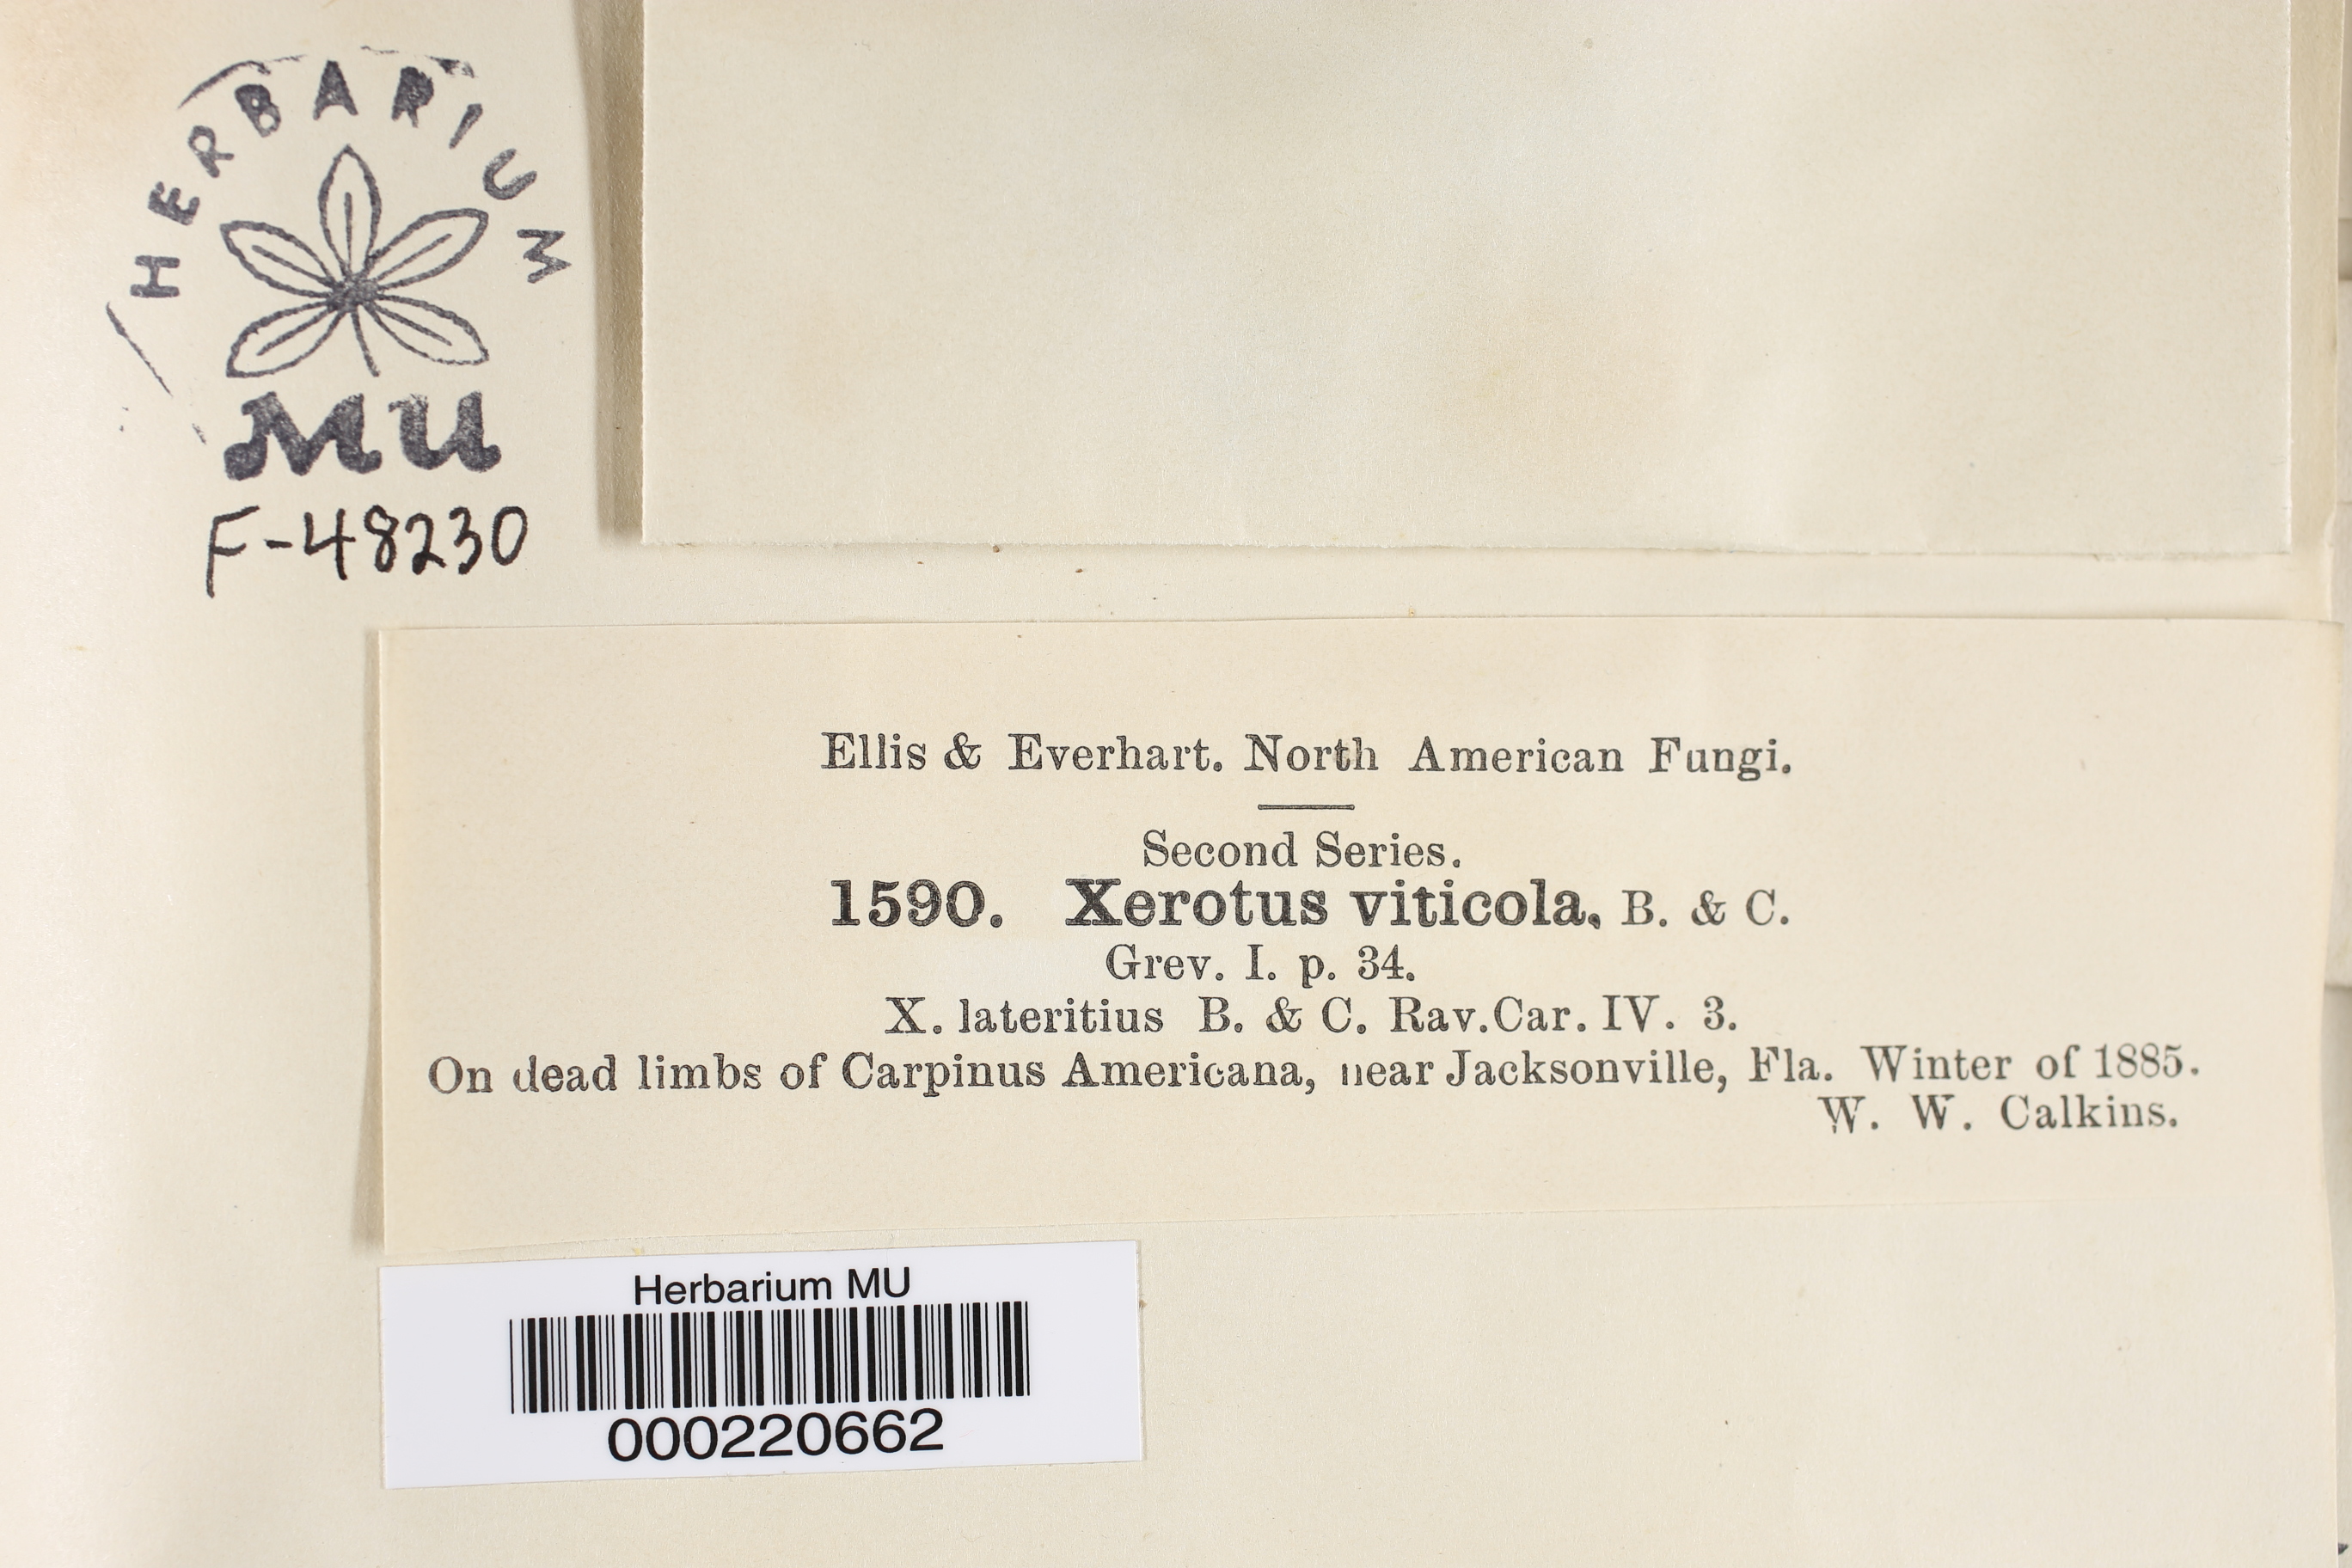 HERBARIUM
MU
F-48230
Ellis & Everhart. North American Fungi.
Second Series.
1590. Xerotus viticola, B. & C.
Grev. I. p. 34.
X. lateritius B. & C. Rav.Car. IV. 3.
On dead limbs of Carpinus Americana, near Jacksonville, Fla. Winter of 1885.
W. W. Calkins.
Herbarium MU
000220662